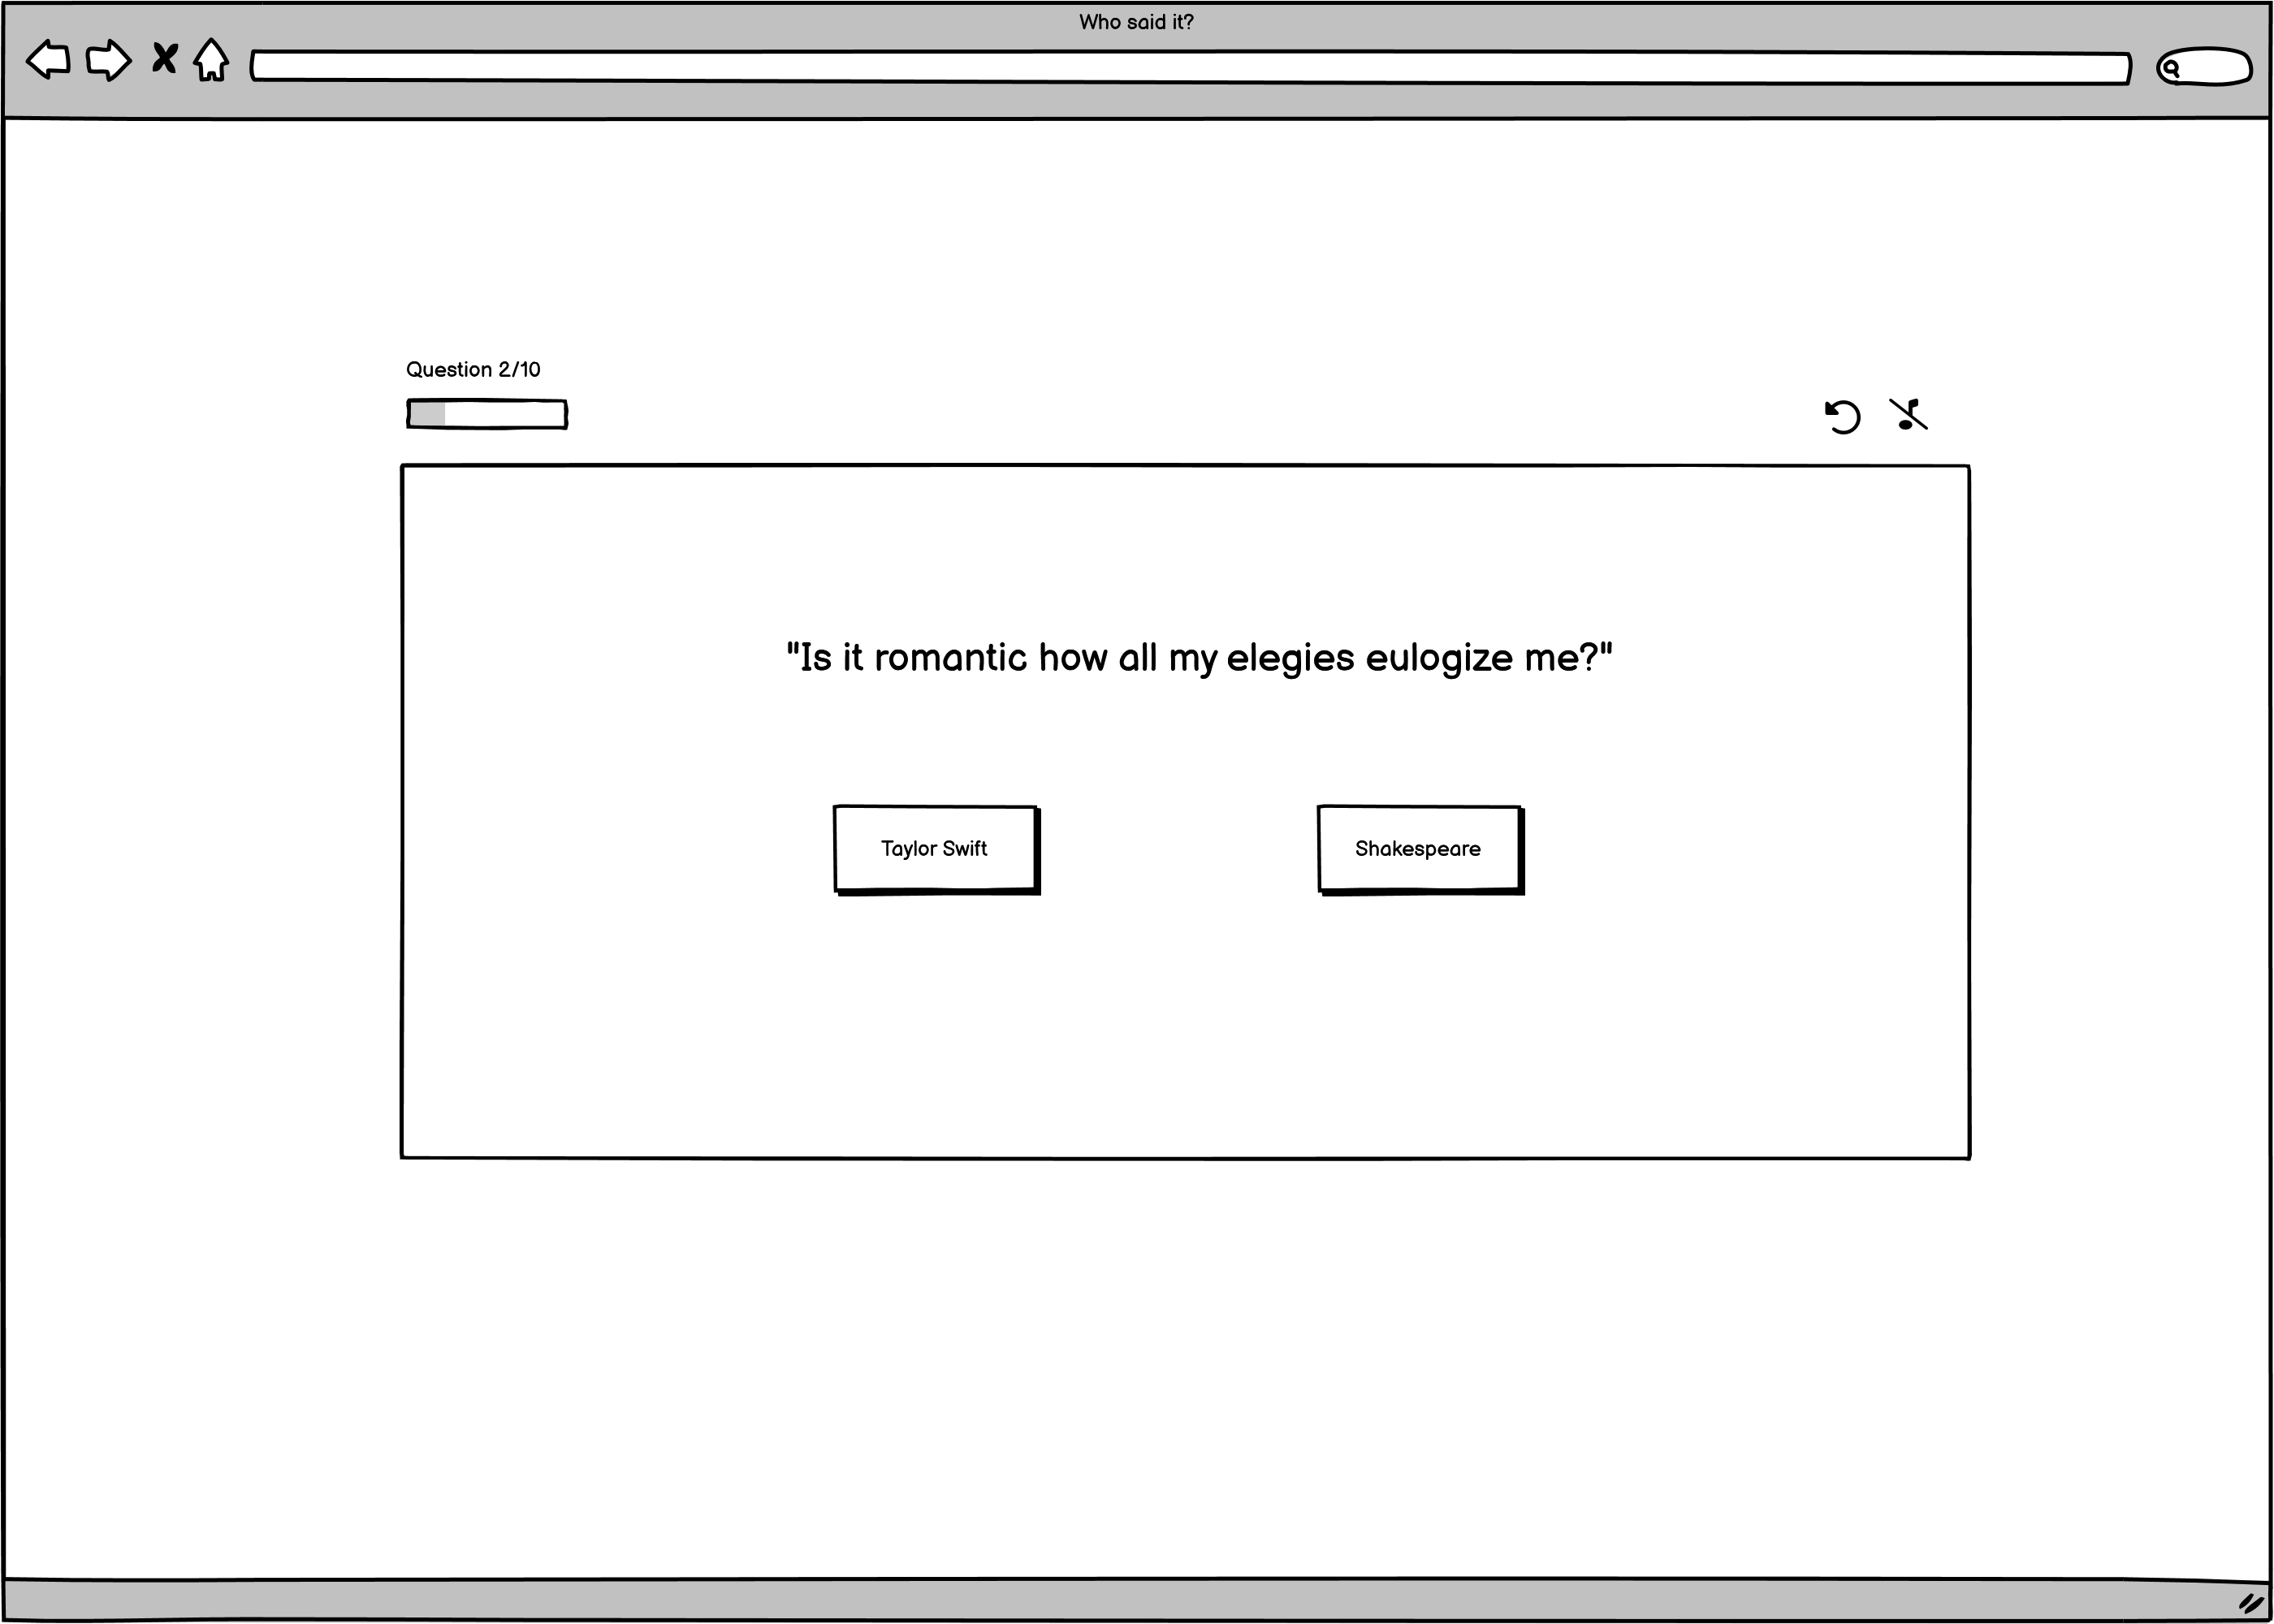 Who said it?
Question 2/10
"Is it romantic how all my elegies eulogize me?"
Taylor Swift
Shakespeare